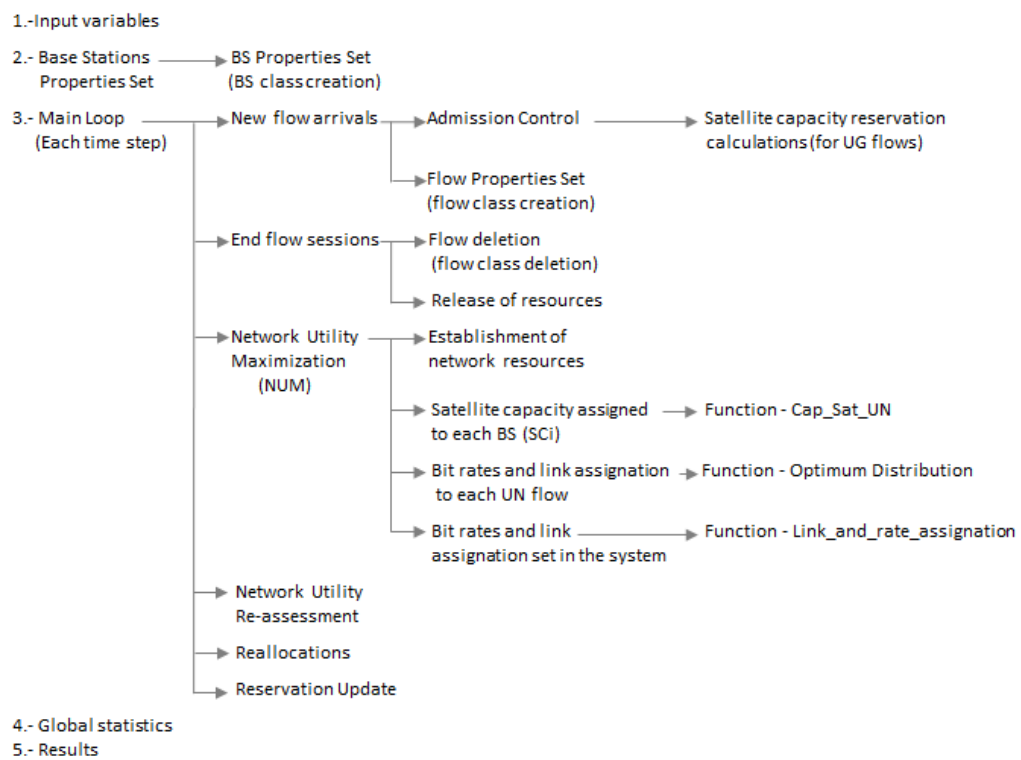 1.-Input variables
2.- Base Stations
Properties Set
BS Properties Set
(BS classcreation)
3.- Main Loop
(Each time step)
New flow arrivals
Admission Control
Satellite capacity reservation
calculations(for UG flows)
Flow Properties Set
(flow class creation)
End flow sessions
Flow deletion
(flow class deletion)
Release of resources
Network Utility
Maximization
(NUM)
Establishment of
network resources
Satellite capacity assigned
to each BS (SCi)
Function - Cap_Sat_UN
Bit rates and link assignation
to each UN flow
Function - Optimum Distribution
Bit rates and link
assignation set in the system
Function - Link_and_rate_assignation
Network Utility
Re-assessment
Reallocations
Reservation Update
4.- Global statistics
5.- Results